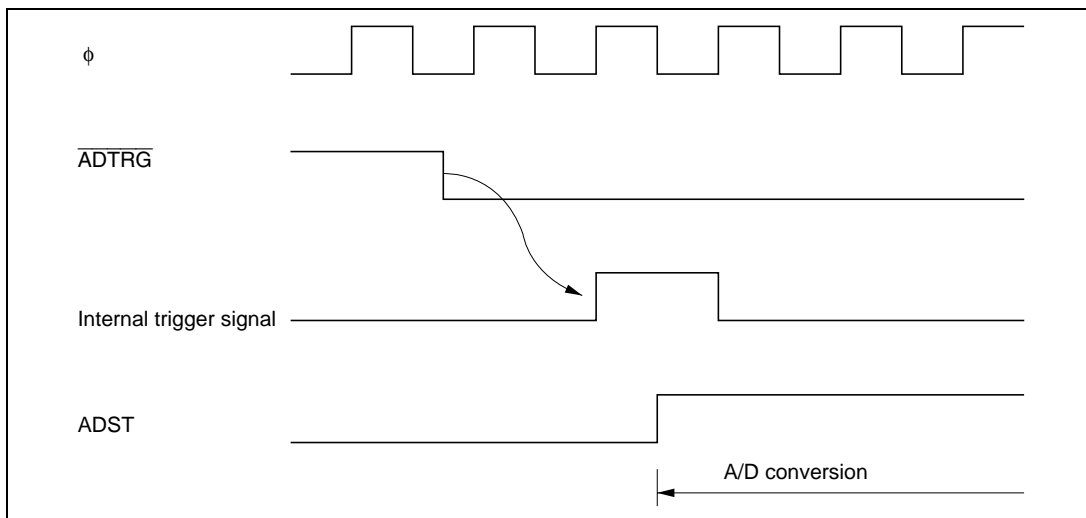 ϕ
ADTRG
Internal trigger signal
ADST
A/D conversion